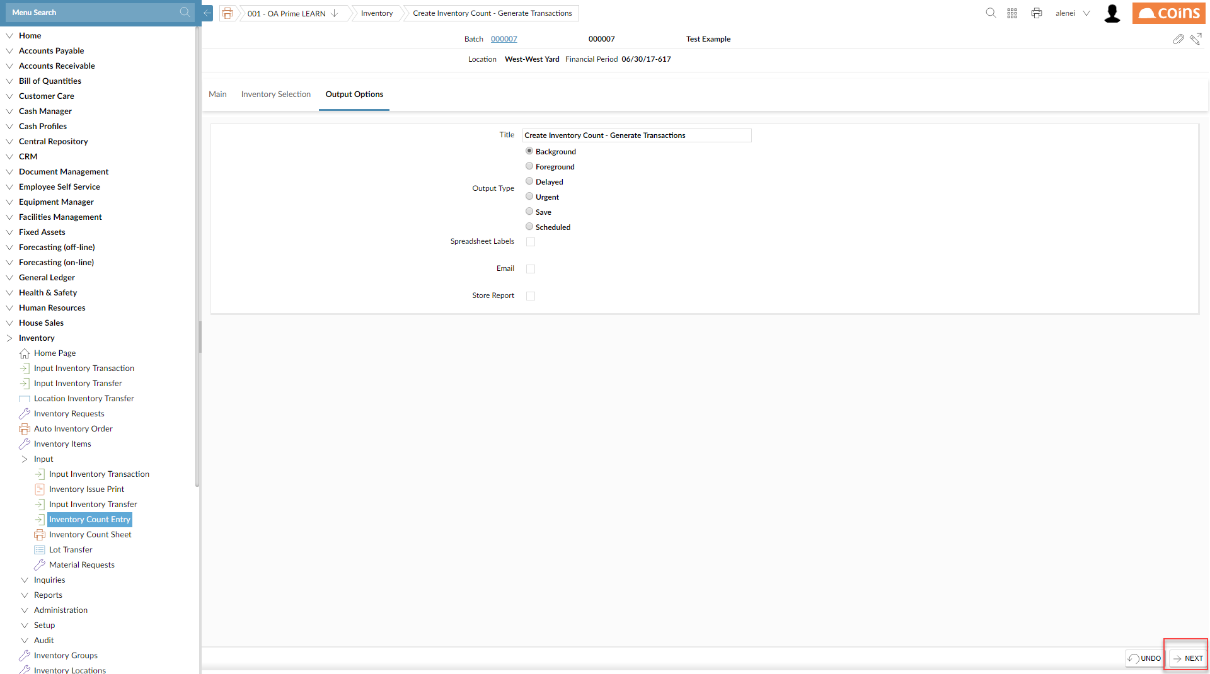 Menu Search
001 - OA Prime LEARN
Inventory
Create Inventory Count - Generate Transactions
alenei
coins
Home
Accounts Payable
Accounts Receivable
Bill of Quantities
Customer Care
Cash Manager
Cash Profiles
Central Repository
CRM
Document Management
Employee Self Service
Equipment Manager
Facilities Management
Fixed Assets
Forecasting (off-line)
Forecasting (on-line)
General Ledger
Health & Safety
Human Resources
House Sales
Inventory
Home Page
Input Inventory Transaction
Input Inventory Transfer
Location Inventory Transfer
Inventory Requests
Auto Inventory Order
Inventory Items
Input
Input Inventory Transaction
Inventory Issue Print
Input Inventory Transfer
Inventory Count Entry
Inventory Count Sheet
Lot Transfer
Material Requests
Inquiries
Reports
Administration
Setup
Audit
Inventory Groups
Inventory Locations
Batch 000007 000007 Test Example
Location West-West Yard Financial Period 06/30/17-617
Main Inventory Selection Output Options
Title Create Inventory Count - Generate Transactions
Output Type
Background
Foreground
Delayed
Urgent
Save
Scheduled
Spreadsheet Labels
Email
Store Report
UNDO NEXT